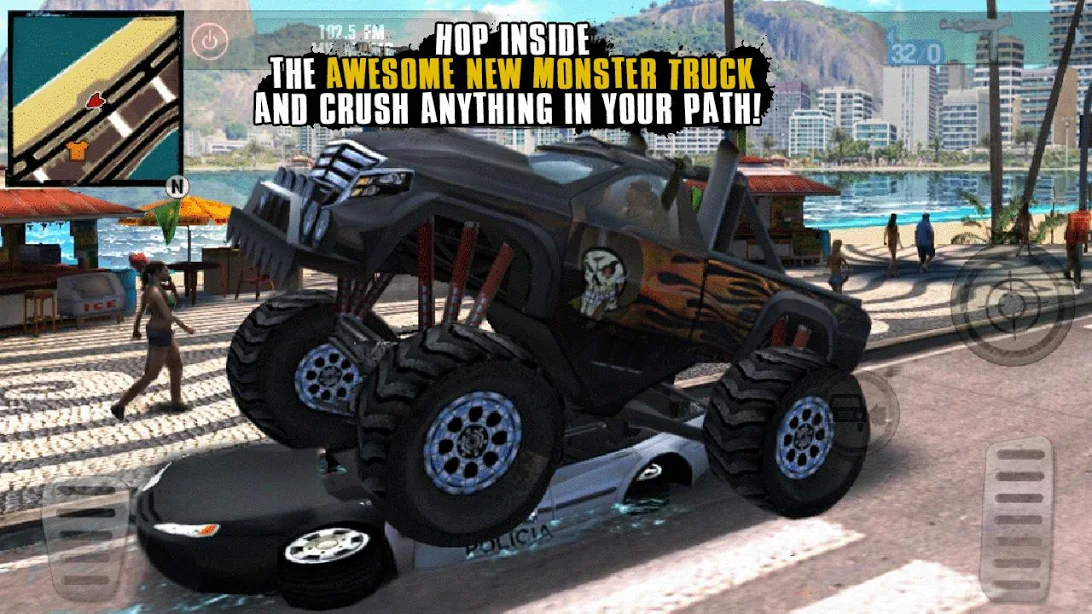 102.5 FM
HOP INSIDE
THE AWESOME NEW MONSTER TRUCK
AND CRUSH ANYTHING IN YOUR PATH!
32 0
N
ICE
POLICIA